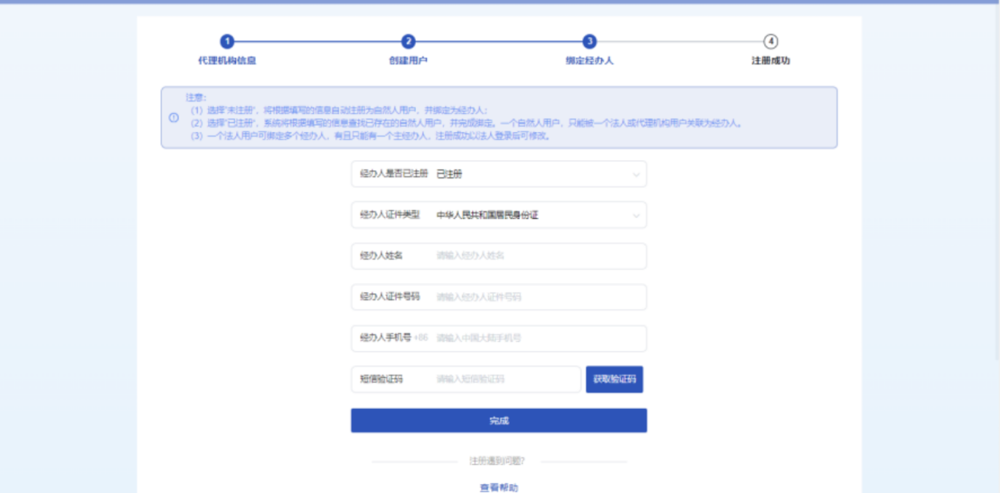 1 2 3 4
代理机构信息 创建用户 绑定经办人 注册成功
注意:
(1) 选择"未注册", 将根据填写的信息自动注册为自然人用户, 并绑定为经办人;
(2) 选择"已注册", 系统将根据填写的信息查找已存在的自然人用户, 并完成绑定。一个自然人用户, 只能被一个法人或代理机构用户关联为经办人。
(3) 一个法人用户可绑定多个经办人, 有且只能有一个主经办人, 注册成功以法人登录后可修改。
经办人是否已注册 已注册
经办人证件类型 中华人民共和国居民身份证
经办人姓名 请输入经办人姓名
经办人证件号码 请输入经办人证件号码
经办人手机号 +86 请输入中国大陆手机号
短信验证码 请输入短信验证码 获取验证码
完成
注册遇到问题?
查看帮助